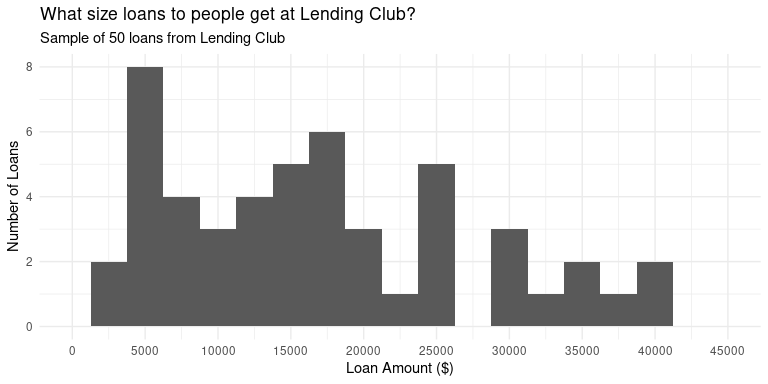 What size loans to people get at Lending Club?
Sample of 50 loans from Lending Club
8
6
4
2
0
Number of Loans
0 5000 10000 15000 20000 25000 30000 35000 40000 45000
Loan Amount ($)